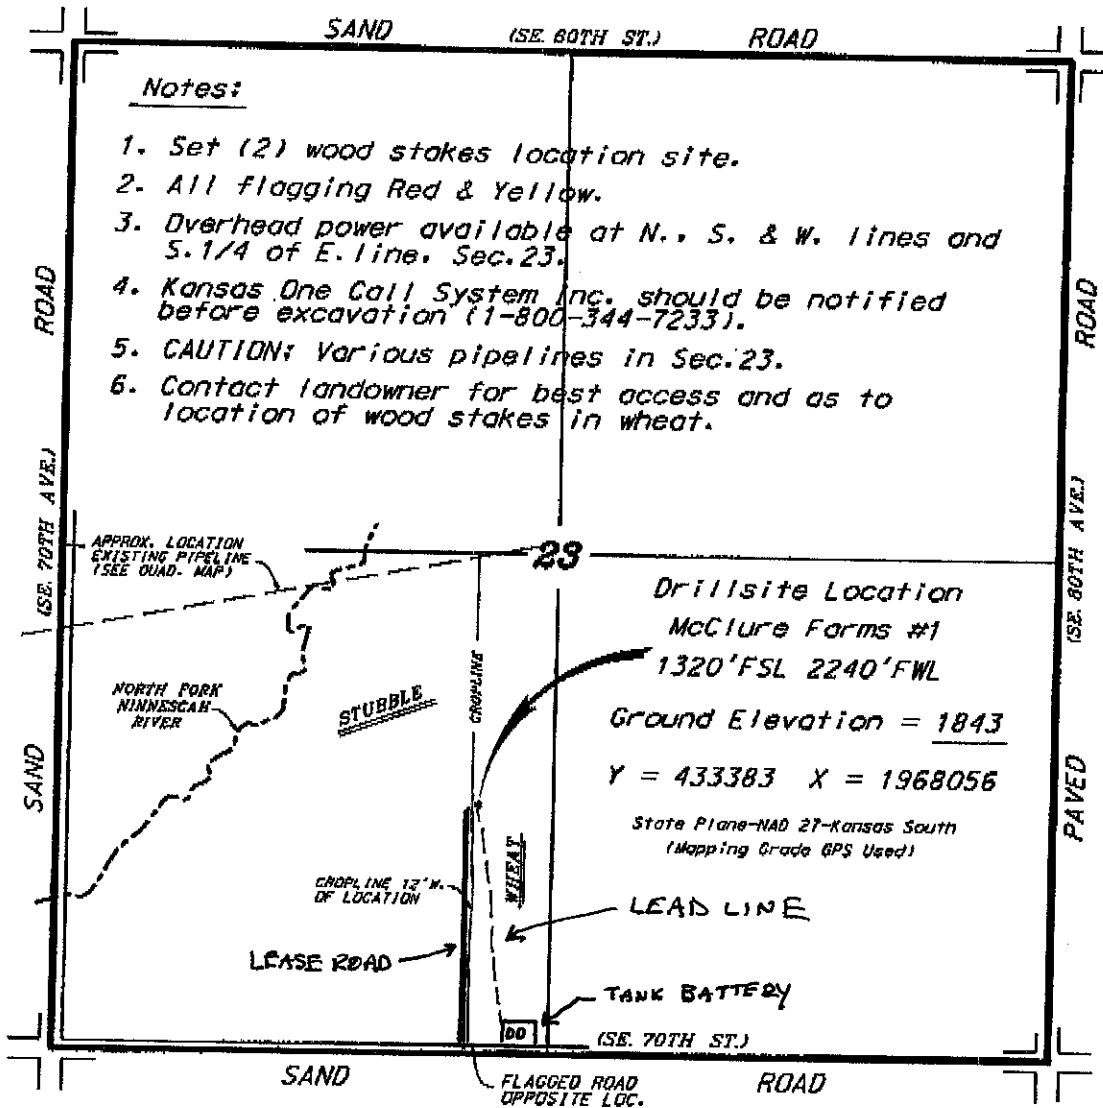 SAND (SE. 60TH ST.) ROAD
Notes:
1. Set (2) wood stakes location site.
2. All flagging Red & Yellow.
3. Overhead power available at N., S. & W. lines and
S.1/4 of E. line. Sec.23.
4. Kansas One Call System Inc. should be notified
before excavation (1-800-344-7233).
5. CAUTION: Various pipelines in Sec.23.
6. Contact landowner for best access and as to
location of wood stakes in wheat.
ROAD
(SE. 70TH AVE.)
SAND
ROAD
(SE. 80TH AVE.)
PAVED
APPROX. LOCATION
EXISTING PIPELINE
(SEE QUAD. MAP)
23
Drillsite Location
McClure Farms #1
1320'FSL 2240'FWL
Ground Elevation = 1843
Y = 433383 X = 1968056
State Plane-NAD 27-Kansas South
(Mapping Grade GPS Used)
NORTH FORK
NINNESCAH
RIVER
STUBBLE
CROPLINE
WHEAT
CROPLINE 12'W.
OF LOCATION
LEAD LINE
LEASE ROAD
TANK BATTERY
OO
(SE. 70TH ST.)
SAND
FLAGGED ROAD
OPPOSITE LOC.
ROAD